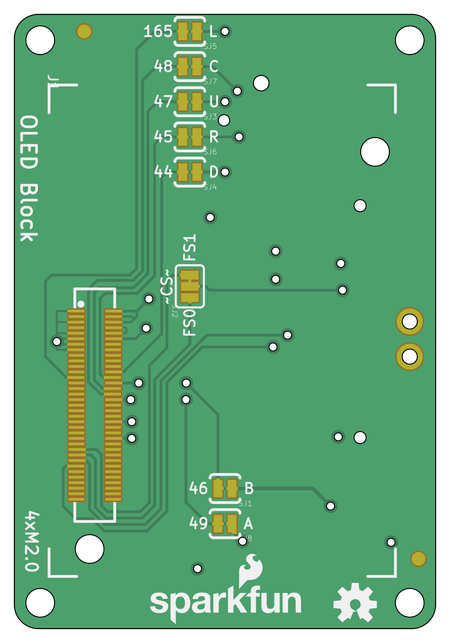 165 L
SJ5
48 C
SJ7
47 U
SJ3
45 R
SJ6
44 D
SJ4
OLED Block
FS1
~CS~
SJ2
FS0
46 B
SJ1
49 A
4xM2.0
sparkfun